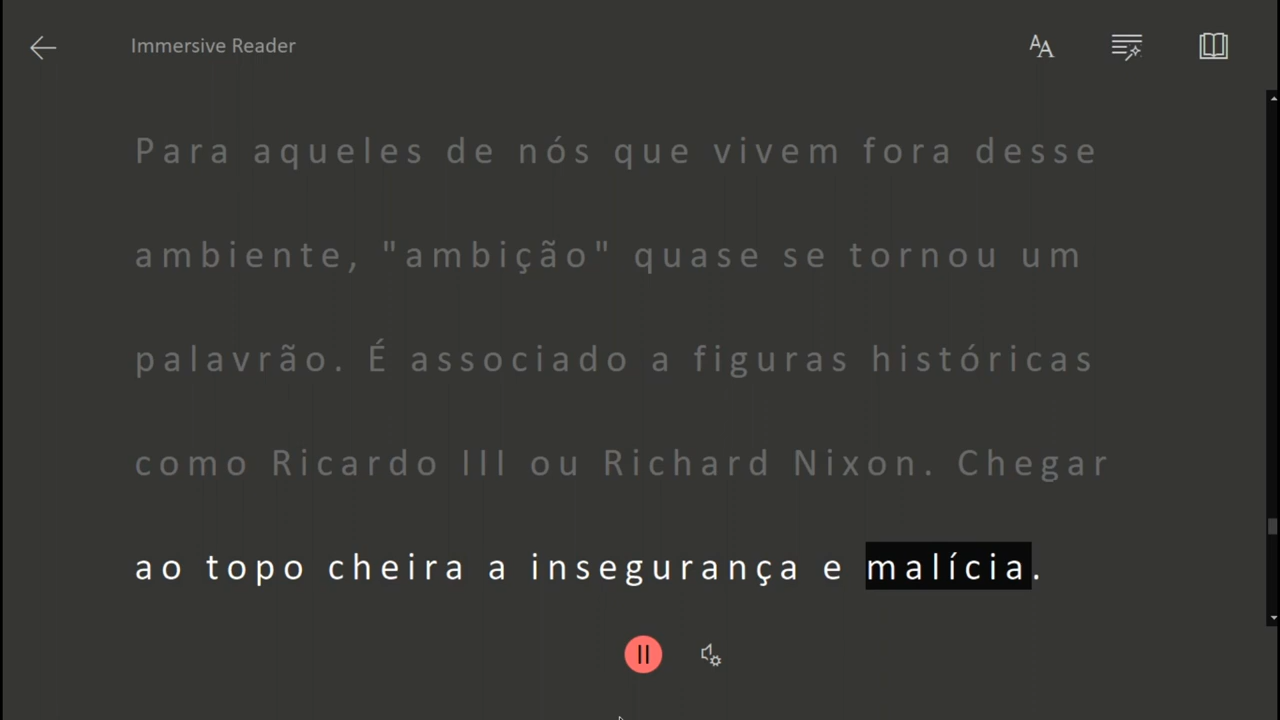 Immersive Reader
Para aqueles de nós que vivem fora desse
ambiente, "ambição" quase se tornou um
palavrão. É associado a figuras históricas
como Ricardo III ou Richard Nixon. Chegar
ao topo cheira a insegurança e malícia.